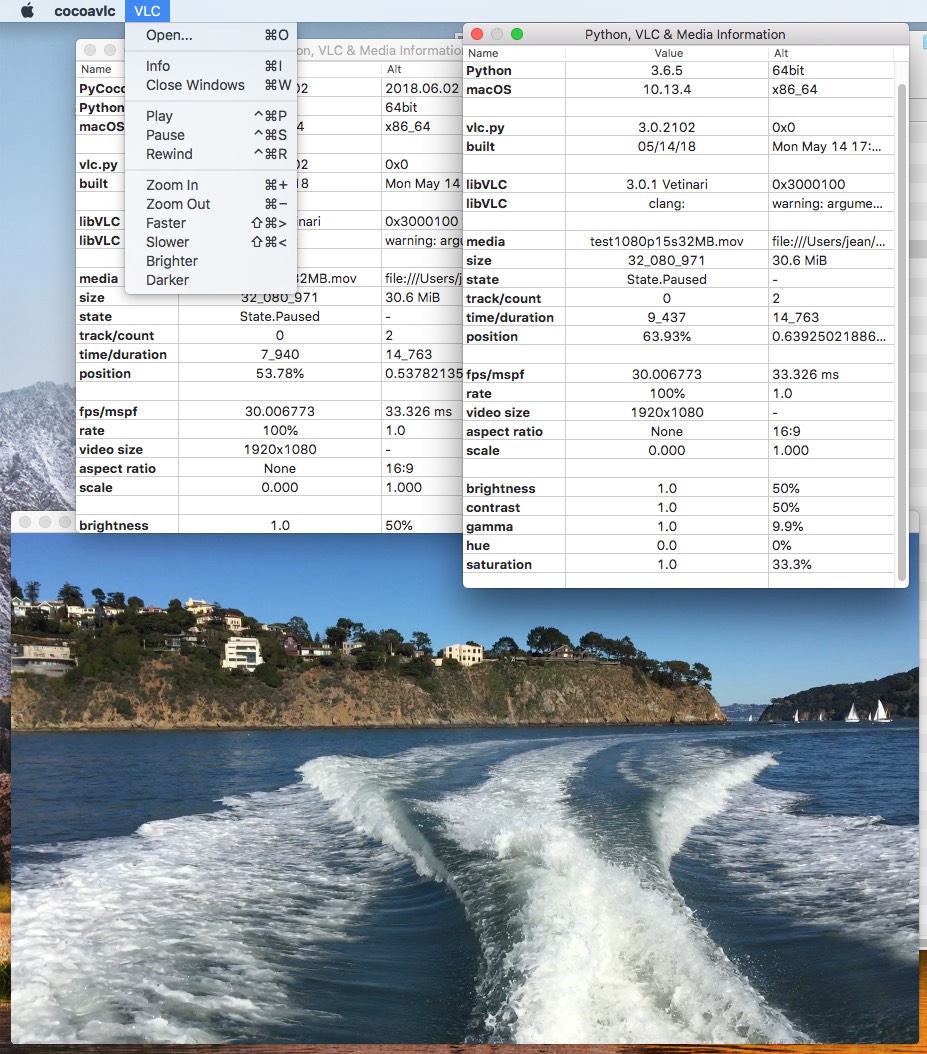 cocoavlc VLC
Open... ⌘O
Info ⌘I
Close Windows ⌘W
Play ^⌘P
Pause ^⌘S
Rewind ^⌘R
Zoom In ⌘+
Zoom Out ⌘−
Faster ⇧⌘>
Slower ⇧⌘<
Brighter
Darker
on, VLC & Media Informatio
Name Alt
PyCoco 02 2018.06.02
Python 64bit
macOS 4 x86_64
vlc.py 02 0x0
built 18 Mon May 14
libVLC inari 0x3000100
libVLC warning: argu
media 32MB.mov file:///Users/j
size 32_080_971 30.6 MiB
state State.Paused -
track/count 0 2
time/duration 7_940 14_763
position 53.78% 0.53782135
fps/mspf 30.006773 33.326 ms
rate 100% 1.0
video size 1920x1080 -
aspect ratio None 16:9
scale 0.000 1.000
brightness 1.0 50%
Python, VLC & Media Information
Name Value Alt
Python 3.6.5 64bit
macOS 10.13.4 x86_64
vlc.py 3.0.2102 0x0
built 05/14/18 Mon May 14 17:...
libVLC 3.0.1 Vetinari 0x3000100
libVLC clang: warning: argume...
media test1080p15s32MB.mov file:///Users/jean/...
size 32_080_971 30.6 MiB
state State.Paused -
track/count 0 2
time/duration 9_437 14_763
position 63.93% 0.63925021886...
fps/mspf 30.006773 33.326 ms
rate 100% 1.0
video size 1920x1080 -
aspect ratio None 16:9
scale 0.000 1.000
brightness 1.0 50%
contrast 1.0 50%
gamma 1.0 9.9%
hue 0.0 0%
saturation 1.0 33.3%